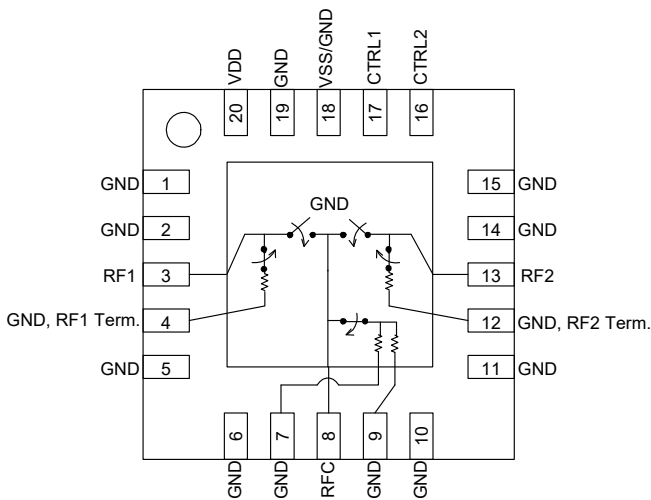 VDD
GND
VSS/GND
CTRL1
CTRL2
20
19
18
17
16
GND 1
15 GND
GND
GND 2
14 GND
RF1 3
13 RF2
GND, RF1 Term. 4
12 GND, RF2 Term.
GND 5
11 GND
6
7
8
9
10
GND
GND
RFC
GND
GND